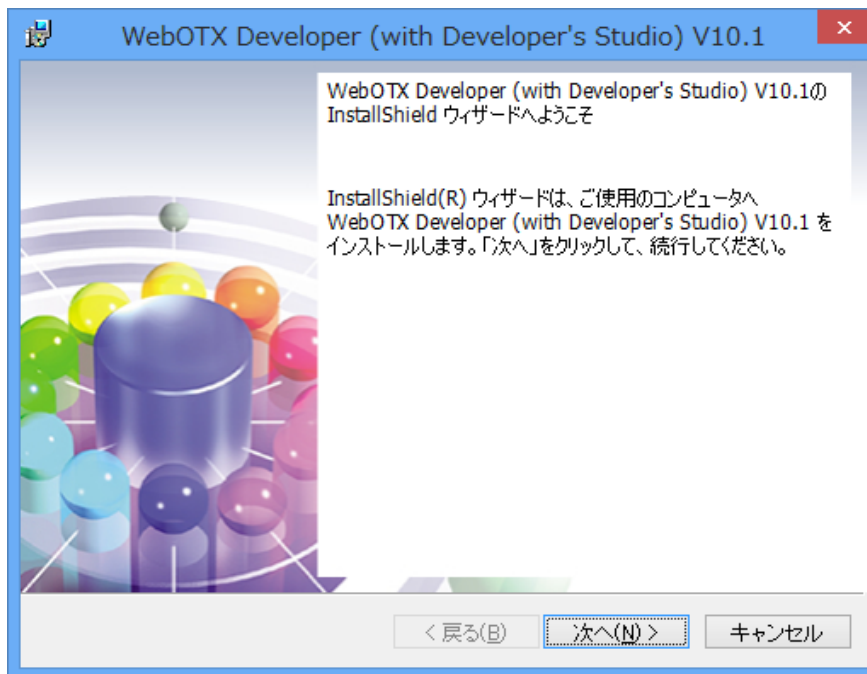 WebOTX Developer (with Developer's Studio) V10.1
WebOTX Developer (with Developer's Studio) V10.1の
InstallShield ウィザードへようこそ
InstallShield(R) ウィザードは、ご使用のコンピュータへ
WebOTX Developer (with Developer's Studio) V10.1 を
インストールします。「次へ」をクリックして、続行してください。
< 戻る(B) 次へ(N) > キャンセル